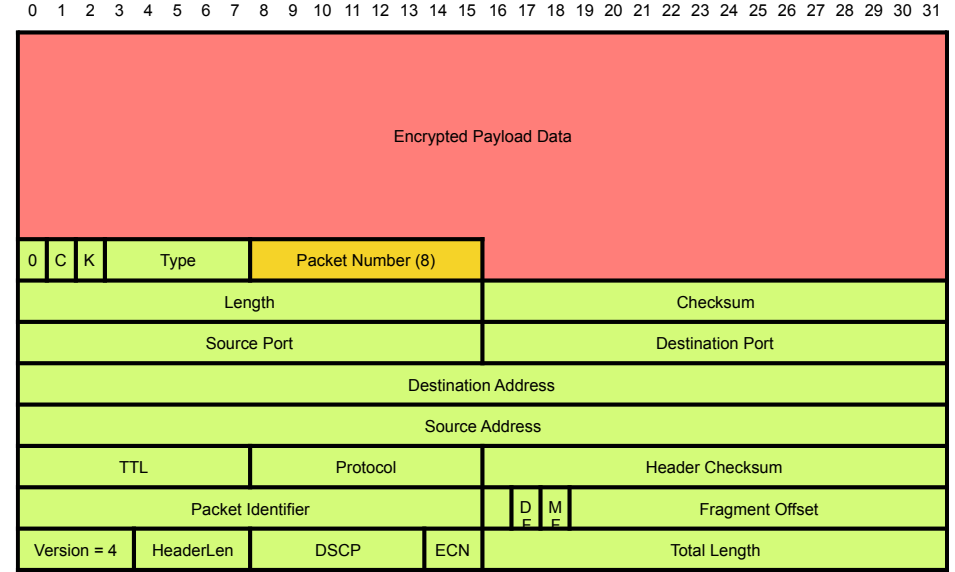 0 1 2 3 4 5 6 7 8 9 10 11 12 13 14 15 16 17 18 19 20 21 22 23 24 25 26 27 28 29 30 31
Encrypted Payload Data
0 C K Type Packet Number (8)
Length Checksum
Source Port Destination Port
Destination Address
Source Address
TTL Protocol Header Checksum
Packet Identifier DF MF Fragment Offset
Version = 4 HeaderLen DSCP ECN Total Length